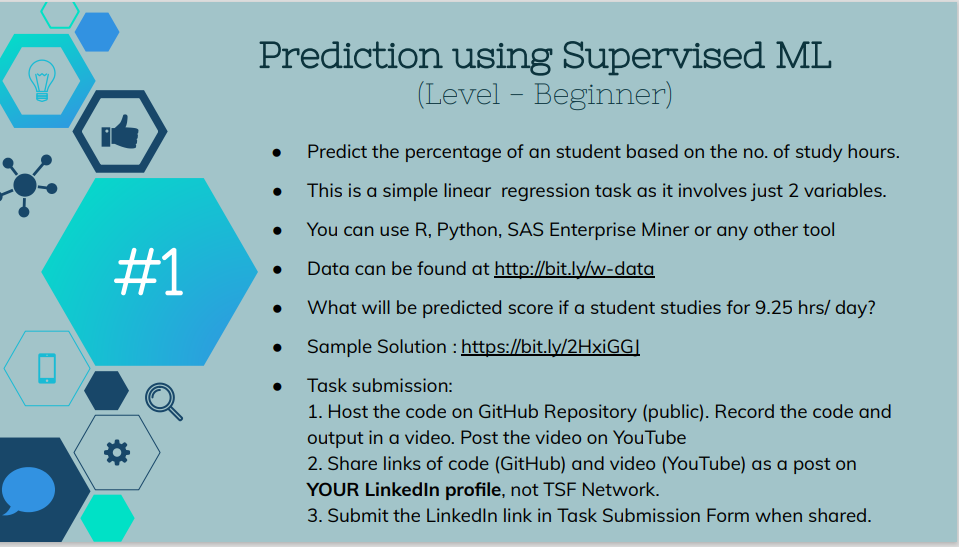 Prediction using Supervised ML
(Level – Beginner)
#1
● Predict the percentage of an student based on the no. of study hours.
● This is a simple linear regression task as it involves just 2 variables.
● You can use R, Python, SAS Enterprise Miner or any other tool
● Data can be found at http://bit.ly/w-data
● What will be predicted score if a student studies for 9.25 hrs/ day?
● Sample Solution : https://bit.ly/2HxiGGJ
● Task submission:
1. Host the code on GitHub Repository (public). Record the code and
output in a video. Post the video on YouTube
2. Share links of code (GitHub) and video (YouTube) as a post on
YOUR LinkedIn profile, not TSF Network.
3. Submit the LinkedIn link in Task Submission Form when shared.